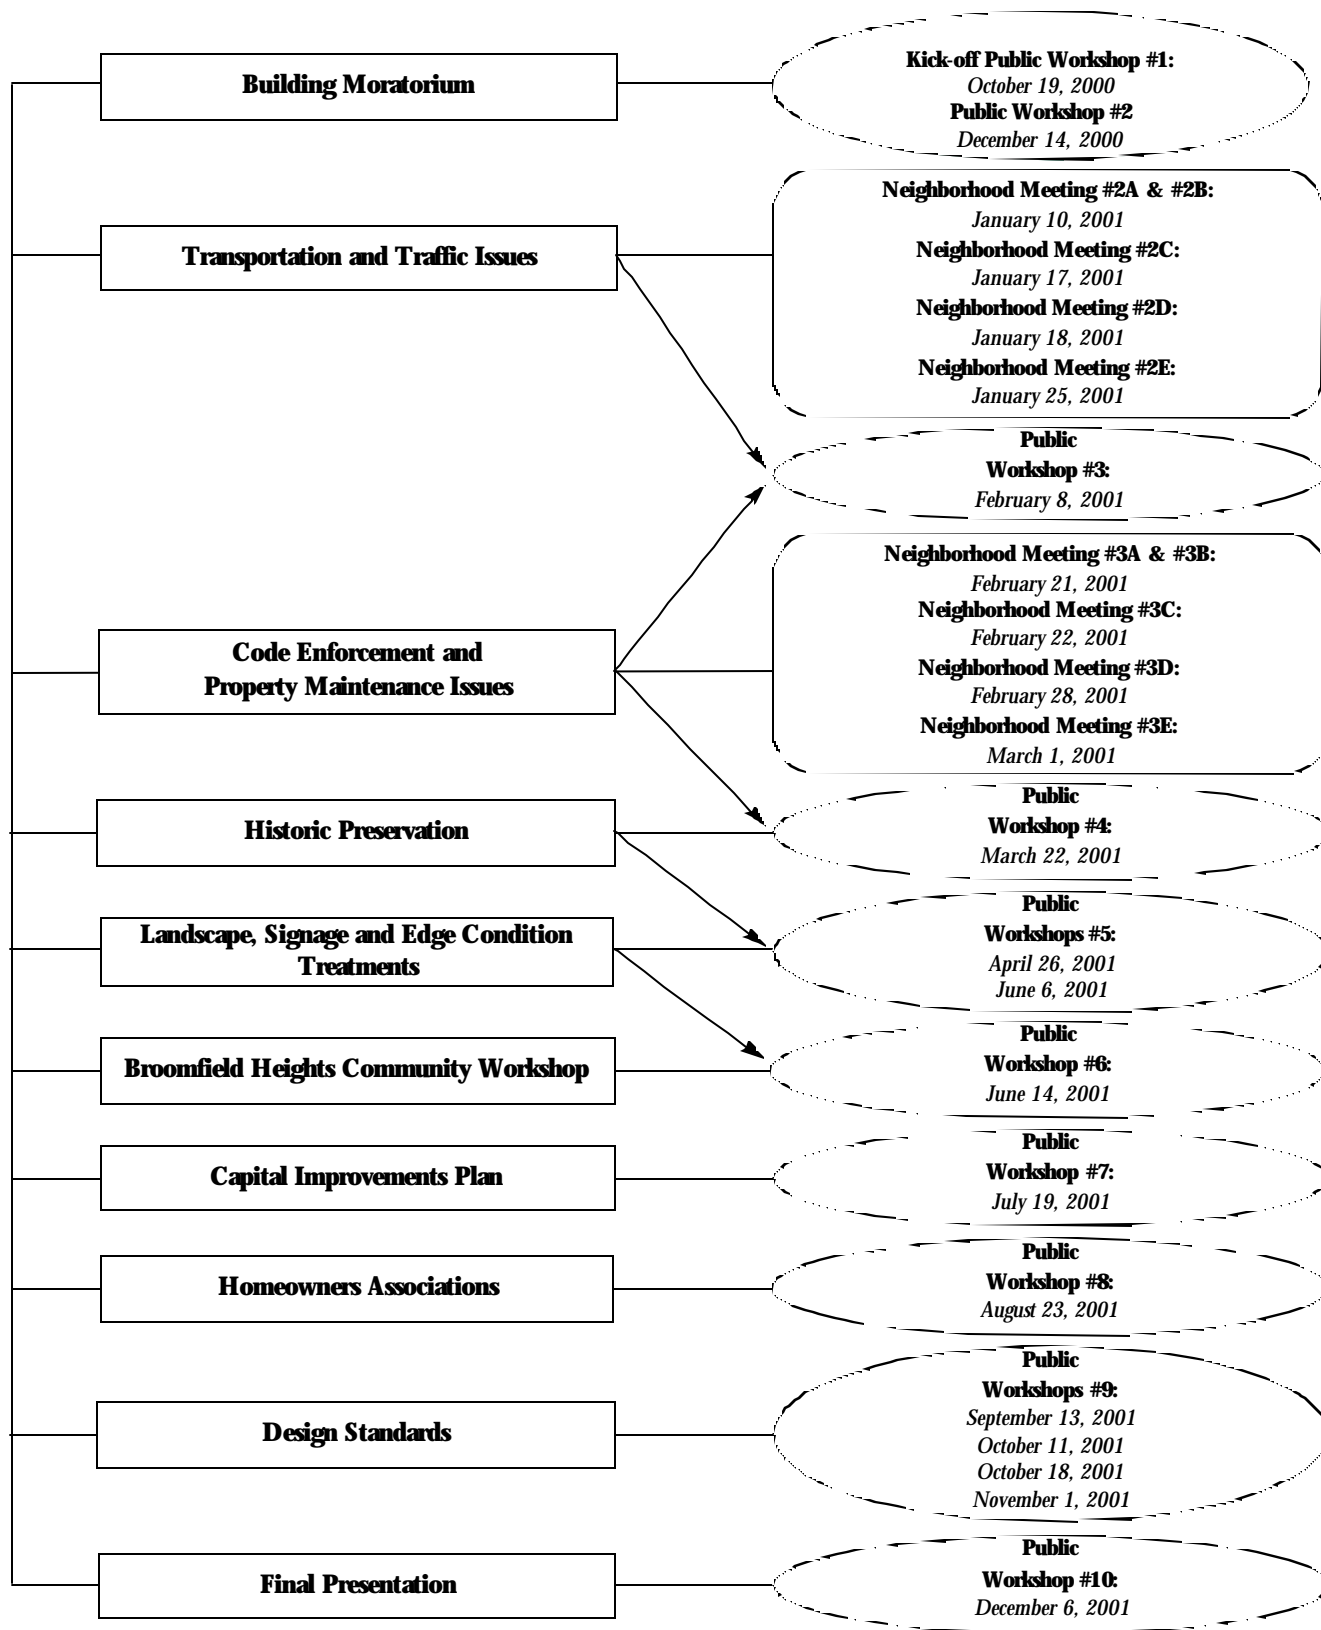 Building Moratorium
Kick-off Public Workshop #1:
October 19, 2000
Public Workshop #2
December 14, 2000
Transportation and Traffic Issues
Neighborhood Meeting #2A & #2B:
January 10, 2001
Neighborhood Meeting #2C:
January 17, 2001
Neighborhood Meeting #2D:
January 18, 2001
Neighborhood Meeting #2E:
January 25, 2001
Public
Workshop #3:
February 8, 2001
Code Enforcement and
Property Maintenance Issues
Neighborhood Meeting #3A & #3B:
February 21, 2001
Neighborhood Meeting #3C:
February 22, 2001
Neighborhood Meeting #3D:
February 28, 2001
Neighborhood Meeting #3E:
March 1, 2001
Historic Preservation
Public
Workshop #4:
March 22, 2001
Landscape, Signage and Edge Condition
Treatments
Public
Workshops #5:
April 26, 2001
June 6, 2001
Broomfield Heights Community Workshop
Public
Workshop #6:
June 14, 2001
Capital Improvements Plan
Public
Workshop #7:
July 19, 2001
Homeowners Associations
Public
Workshop #8:
August 23, 2001
Design Standards
Public
Workshops #9:
September 13, 2001
October 11, 2001
October 18, 2001
November 1, 2001
Final Presentation
Public
Workshop #10:
December 6, 2001